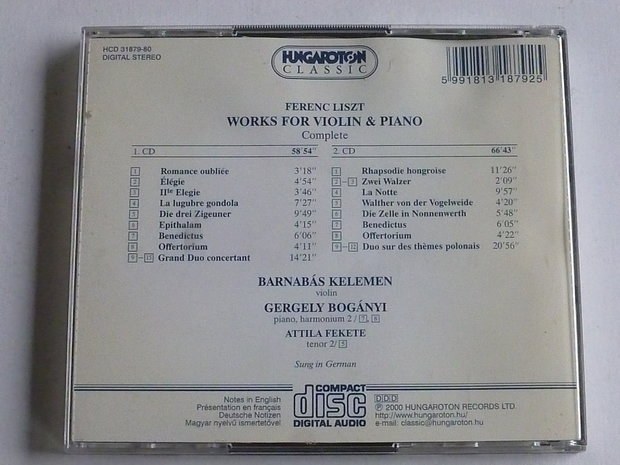 HCD 31879-80
DIGITAL STEREO
HUNGAROTON
CLASSIC
5 991813 187925
FERENC LISZT
WORKS FOR VIOLIN & PIANO
Complete
1. CD 58'54"
1 Romance oubliée 3'18"
2 Élégie 4'54"
3 IIte Elegie 3'46"
4 La lugubre gondola 7'27"
5 Die drei Zigeuner 9'49"
6 Epithalam 4'15"
7 Benedictus 6'06"
8 Offertorium 4'11"
9–13 Grand Duo concertant 14'21"
2. CD 66'43"
1 Rhapsodie hongroise 11'26"
2–3 Zwei Walzer 2'09"
4 La Notte 9'57"
5 Walther von der Vogelweide 4'20"
6 Die Zelle in Nonnenwerth 5'48"
7 Benedictus 6'05"
8 Offertorium 4'22"
9–12 Duo sur des thèmes polonais 20'56"
BARNABÁS KELEMEN
violin
GERGELY BOGÁNYI
piano, harmonium 2/7, 8
ATTILA FEKETE
tenor 2/5
Sung in German
Notes in English
Présentation en français
Deutsche Notizen
Magyar nyelvű ismertetővel
COMPACT
disc
DIGITAL AUDIO
DDD
℗ 2000 HUNGAROTON RECORDS LTD
http://www.hungaroton.hu
e-mail: classic@hungaroton.hu